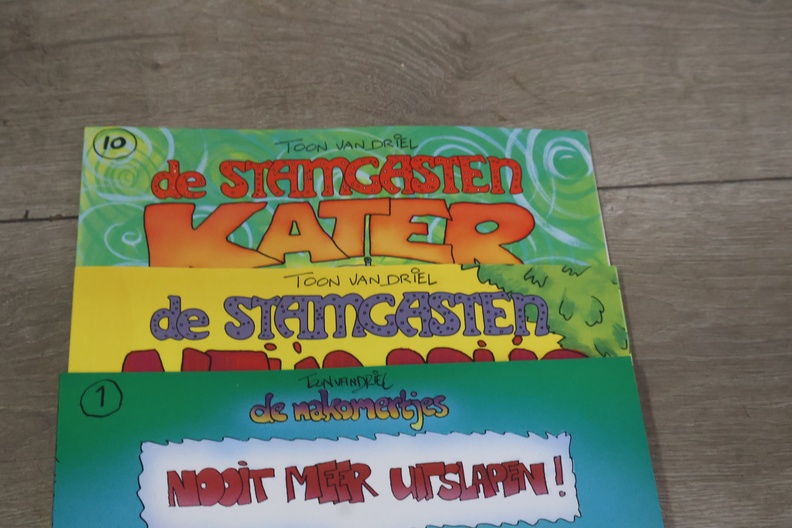 10
TOON VAN DRIEL
de STAMGASTEN
KATER
TOON VAN DRIEL
de STAMGASTEN
1
TOON VAN DRIEL
de nakomertjes
NOOIT MEER UITSLAPEN!